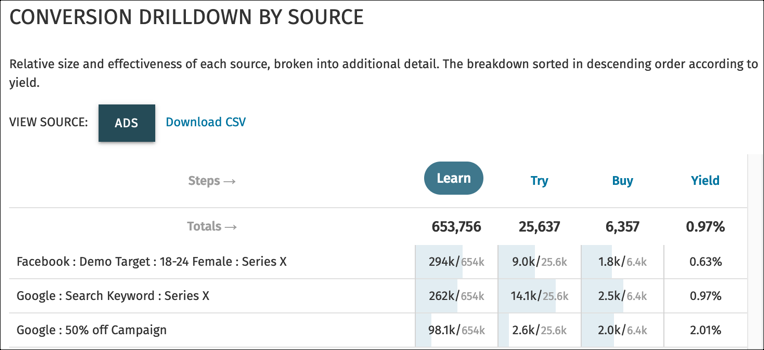 CONVERSION DRILLDOWN BY SOURCE
Relative size and effectiveness of each source, broken into additional detail. The breakdown sorted in descending order according to
yield.
VIEW SOURCE: ADS Download CSV
Steps → Learn Try Buy Yield
Totals → 653,756 25,637 6,357 0.97%
Facebook : Demo Target : 18-24 Female : Series X 294k/654k 9.0k/25.6k 1.8k/6.4k 0.63%
Google : Search Keyword : Series X 262k/654k 14.1k/25.6k 2.5k/6.4k 0.97%
Google : 50% off Campaign 98.1k/654k 2.6k/25.6k 2.0k/6.4k 2.01%